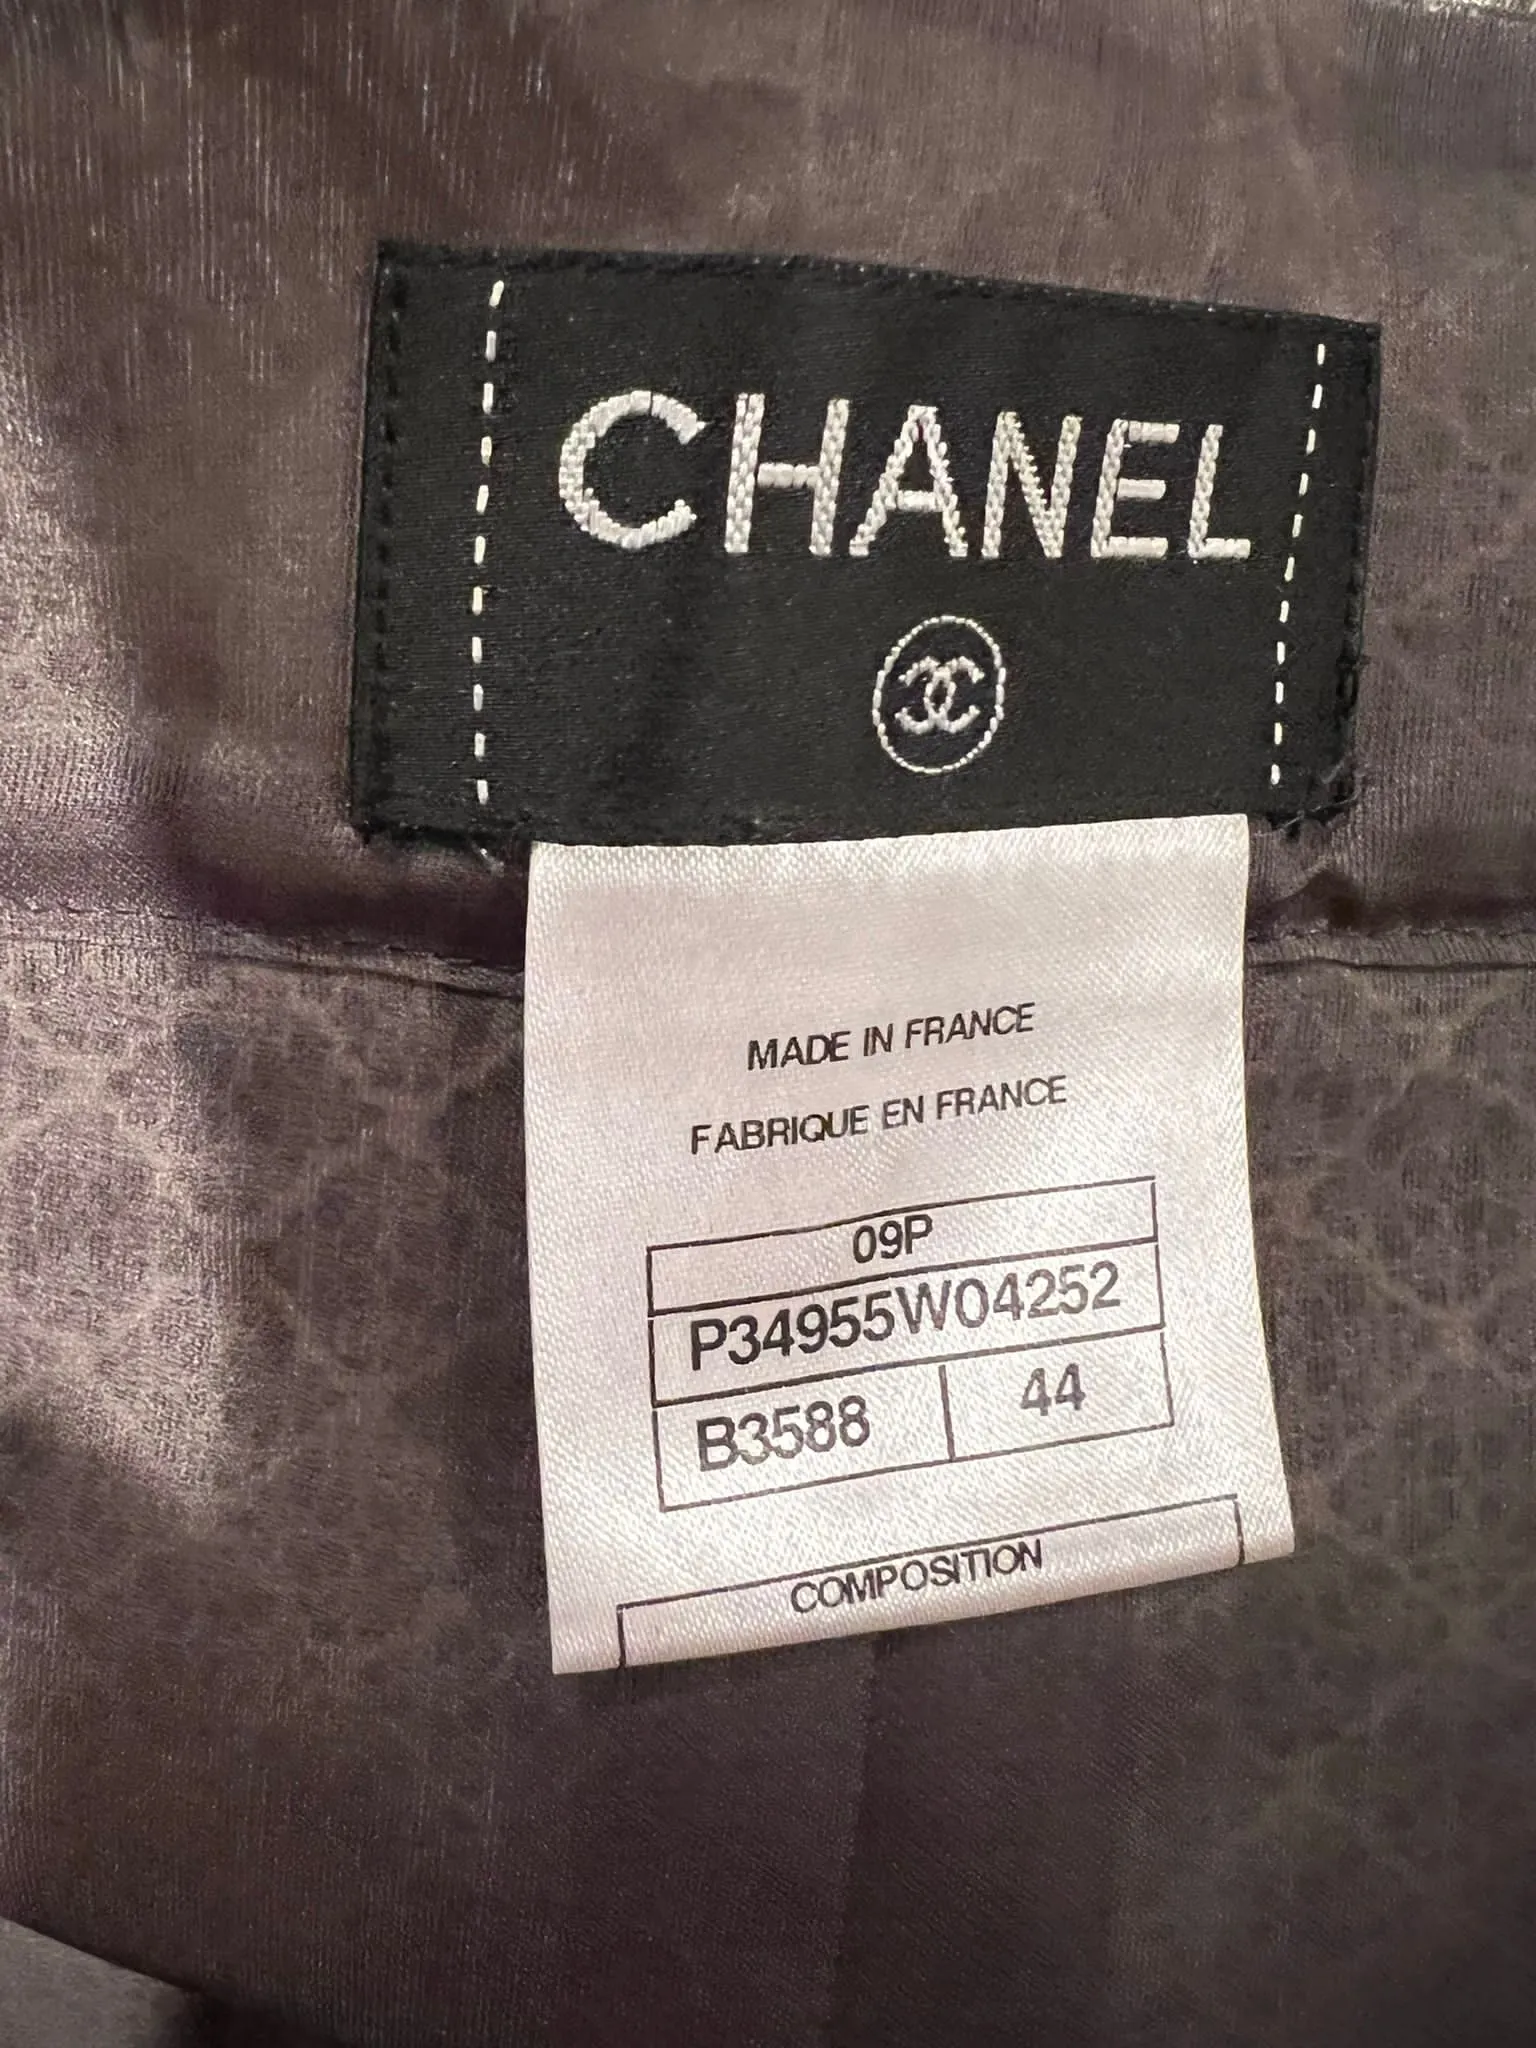 CHANEL
MADE IN FRANCE
FABRIQUE EN FRANCE
09P
P34955W04252
B3588 44
COMPOSITION